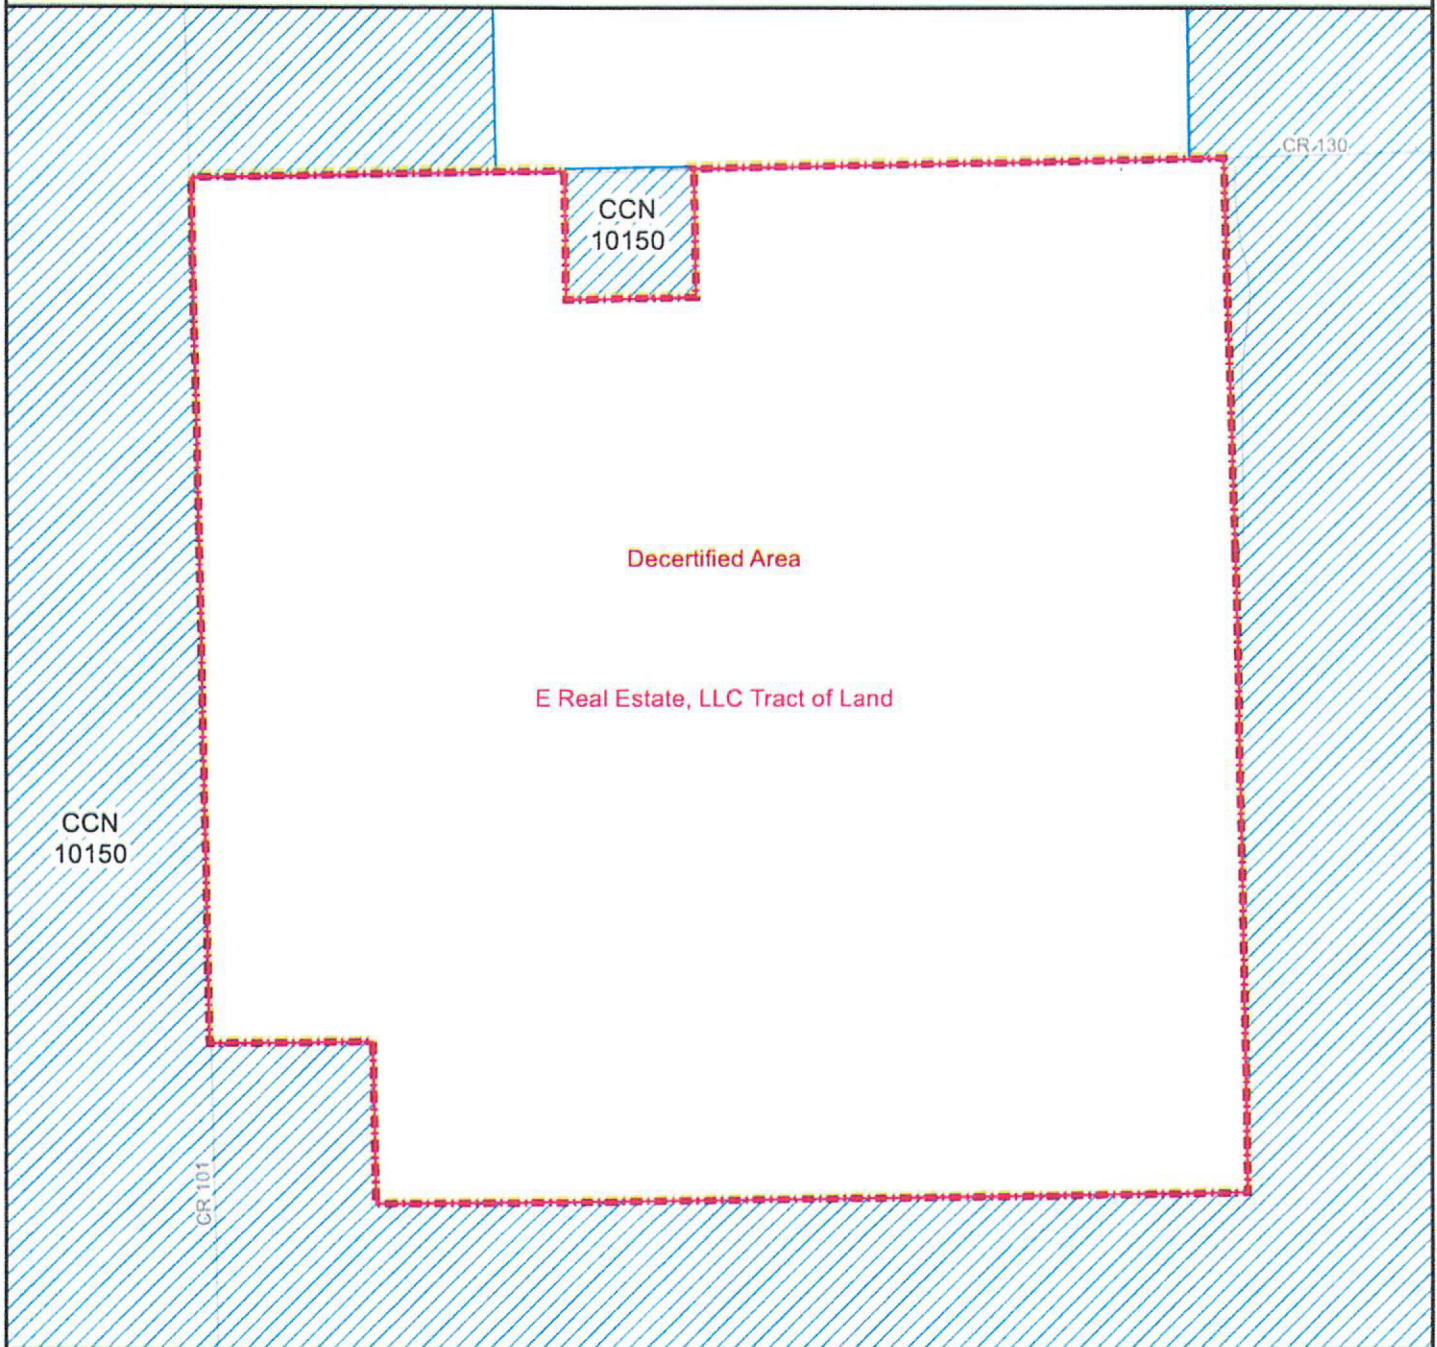 CR 130
CCN
10150
Decertified Area
E Real Estate, LLC Tract of Land
CCN
10150
CR 101